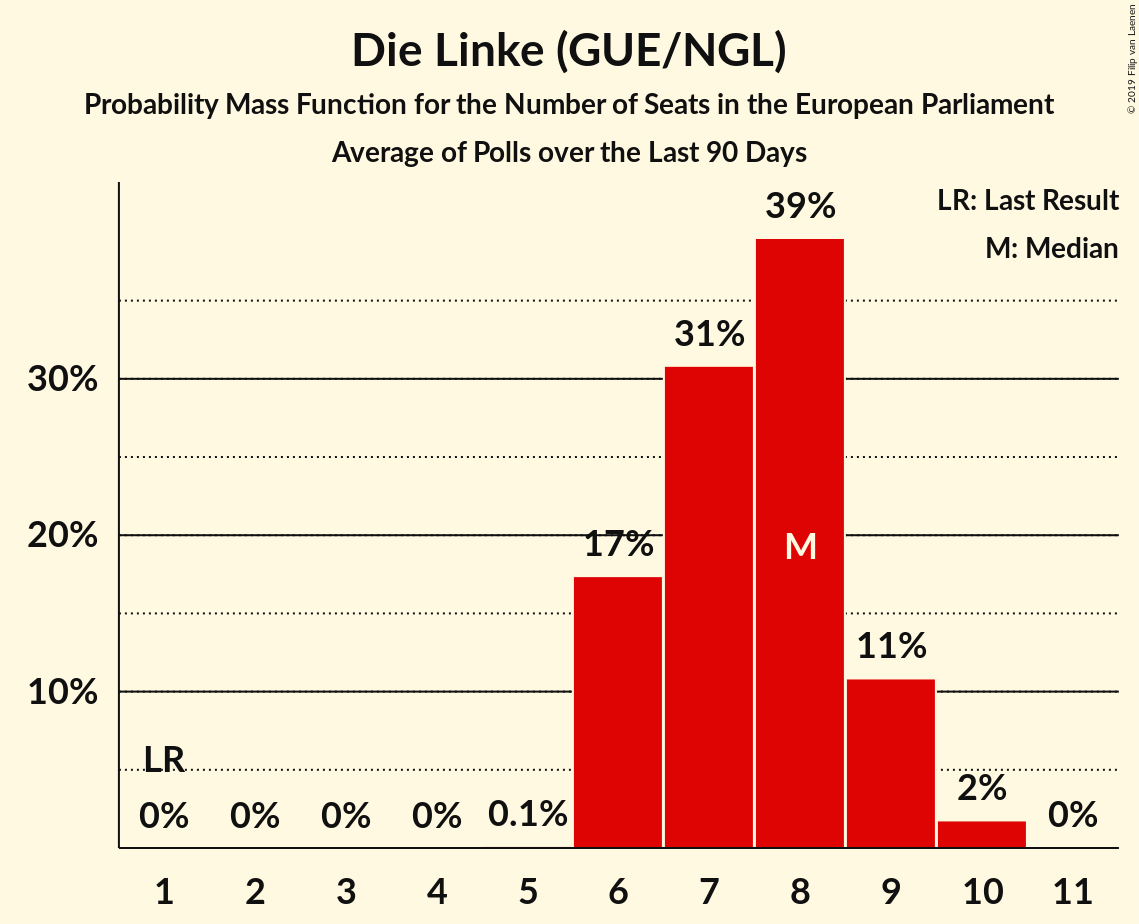 Die Linke (GUE/NGL)
Probability Mass Function for the Number of Seats in the European Parliament
Average of Polls over the Last 90 Days
© 2019 Filip van Laenen
LR: Last Result
M: Median
39%
31%
30%
20%
17%
M
11%
10%
LR
2%
0% 0% 0% 0% 0.1% 0%
1 2 3 4 5 6 7 8 9 10 11